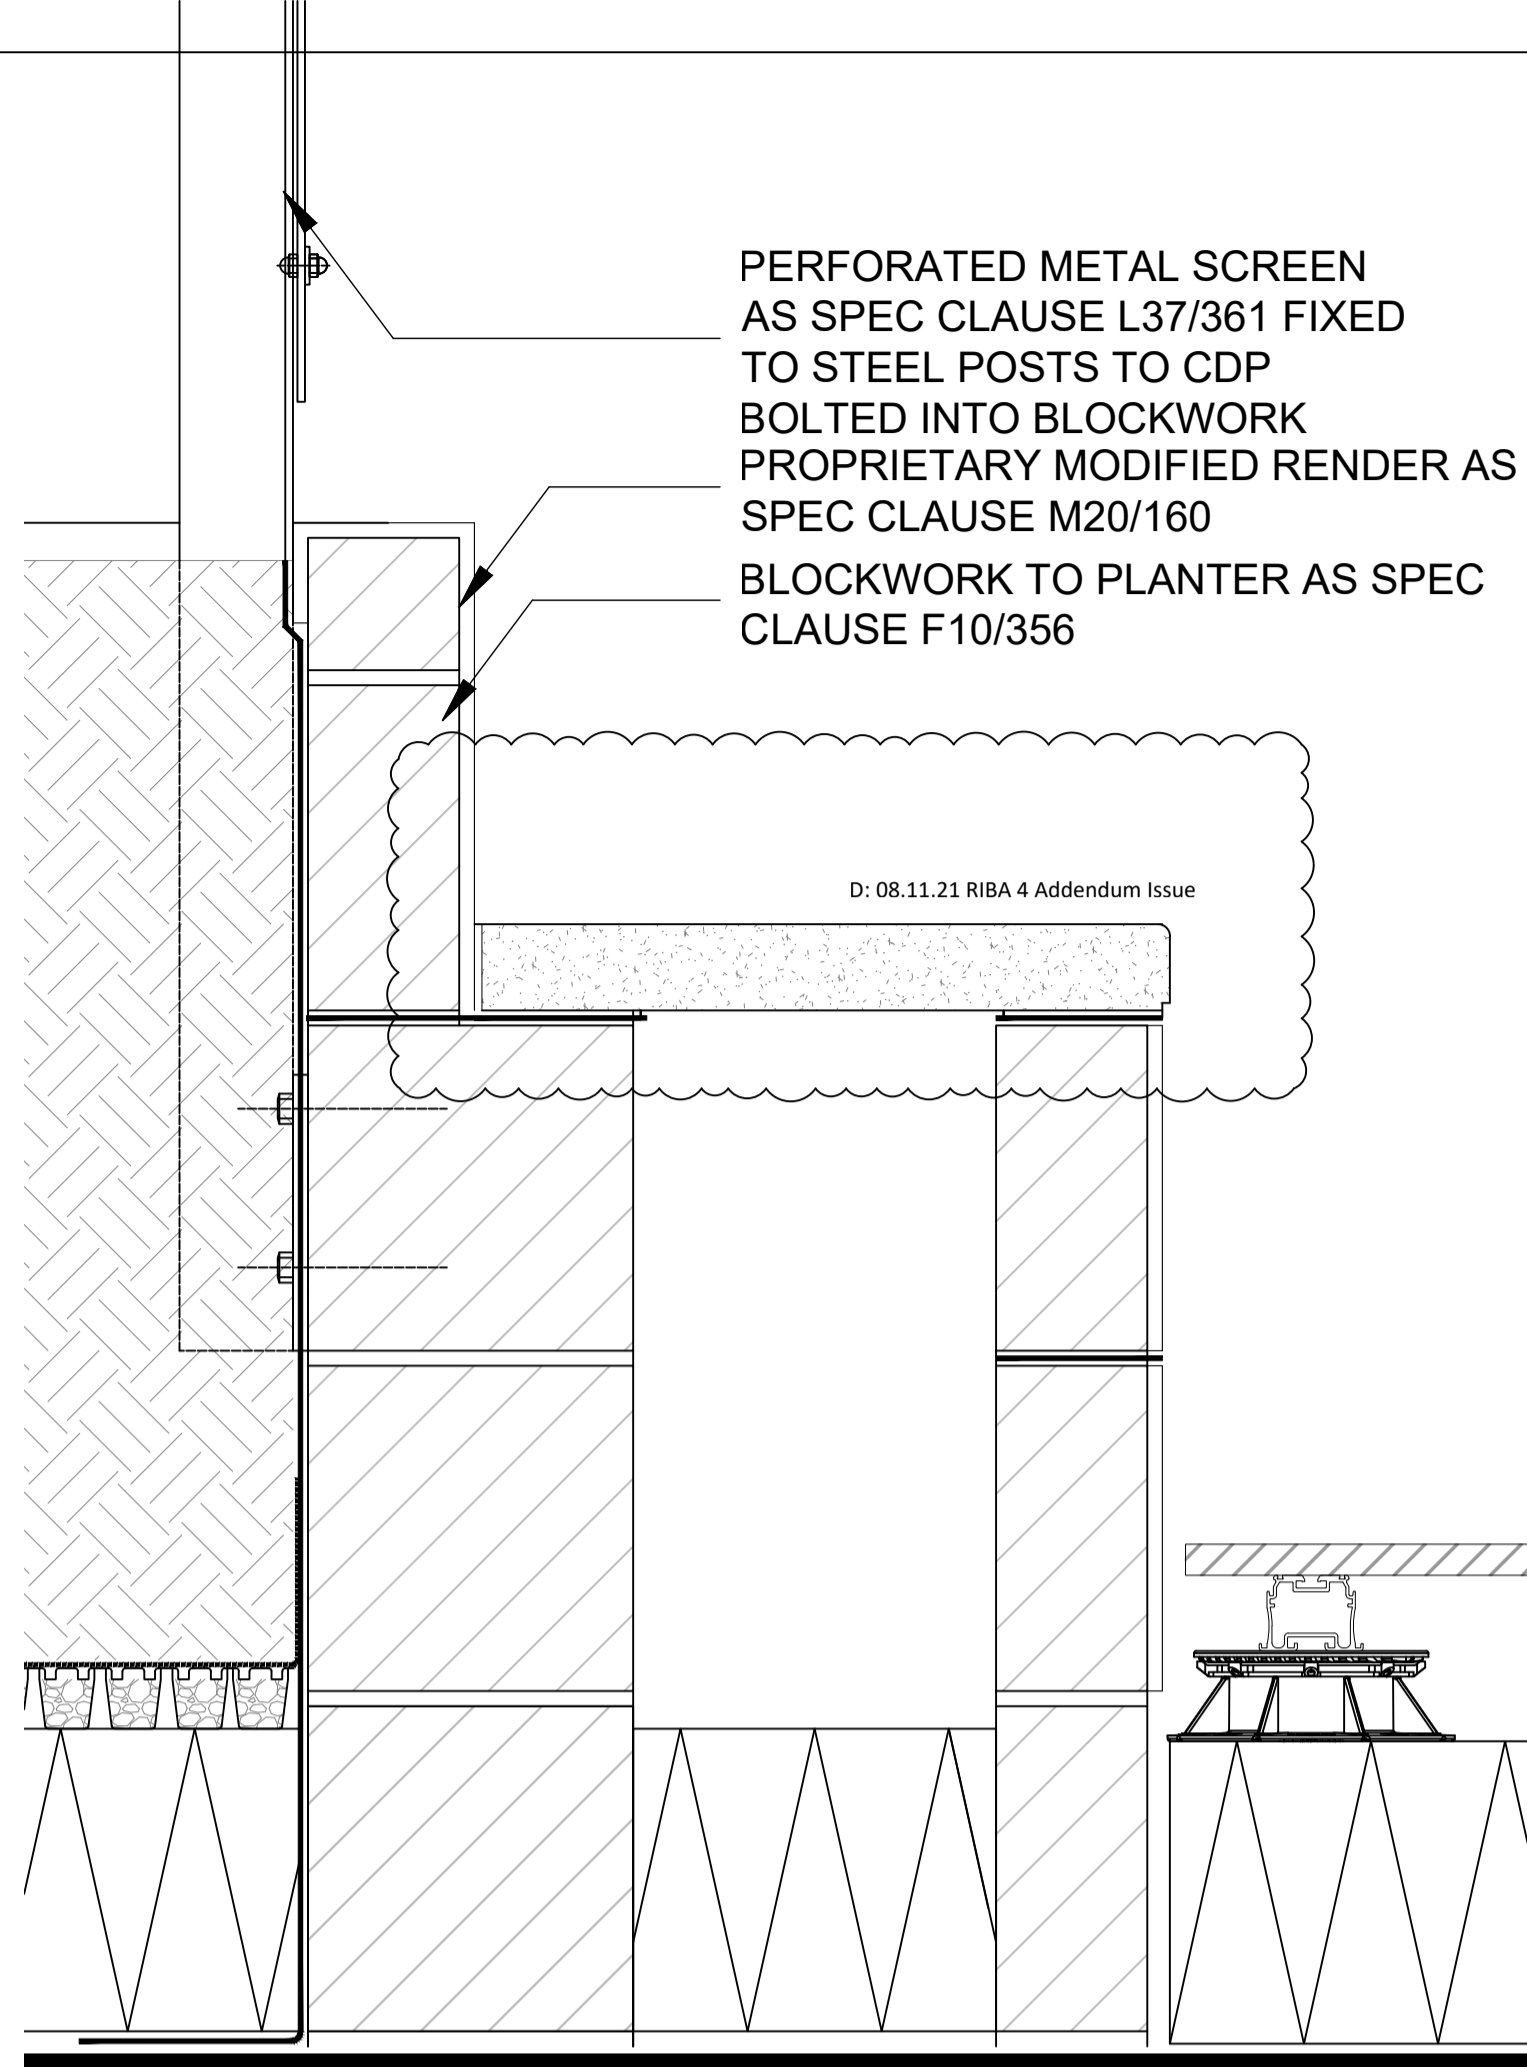 PERFORATED METAL SCREEN
AS SPEC CLAUSE L37/361 FIXED
TO STEEL POSTS TO CDP
BOLTED INTO BLOCKWORK
PROPRIETARY MODIFIED RENDER AS
SPEC CLAUSE M20/160
BLOCKWORK TO PLANTER AS SPEC
CLAUSE F10/356
D: 08.11.21 RIBA 4 Addendum Issue